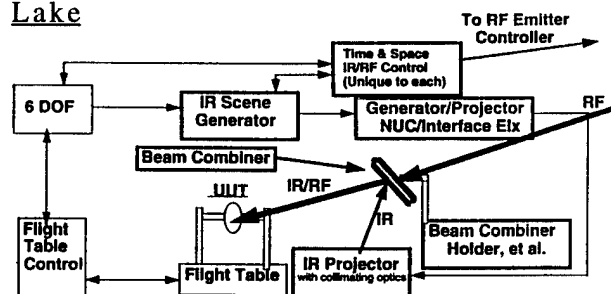 Lake
To RF Emitter
Controller
Time & Space
IR/RF Control
(Unique to each)
6 DOF
IR Scene
Generator
Generator/Projector
NUC/Interface Elx
RF
Beam Combiner
UUT
IR/RF
IR
Flight
Table
Control
Flight Table
IR Projector
with collimating optics
Beam Combiner
Holder, et al.